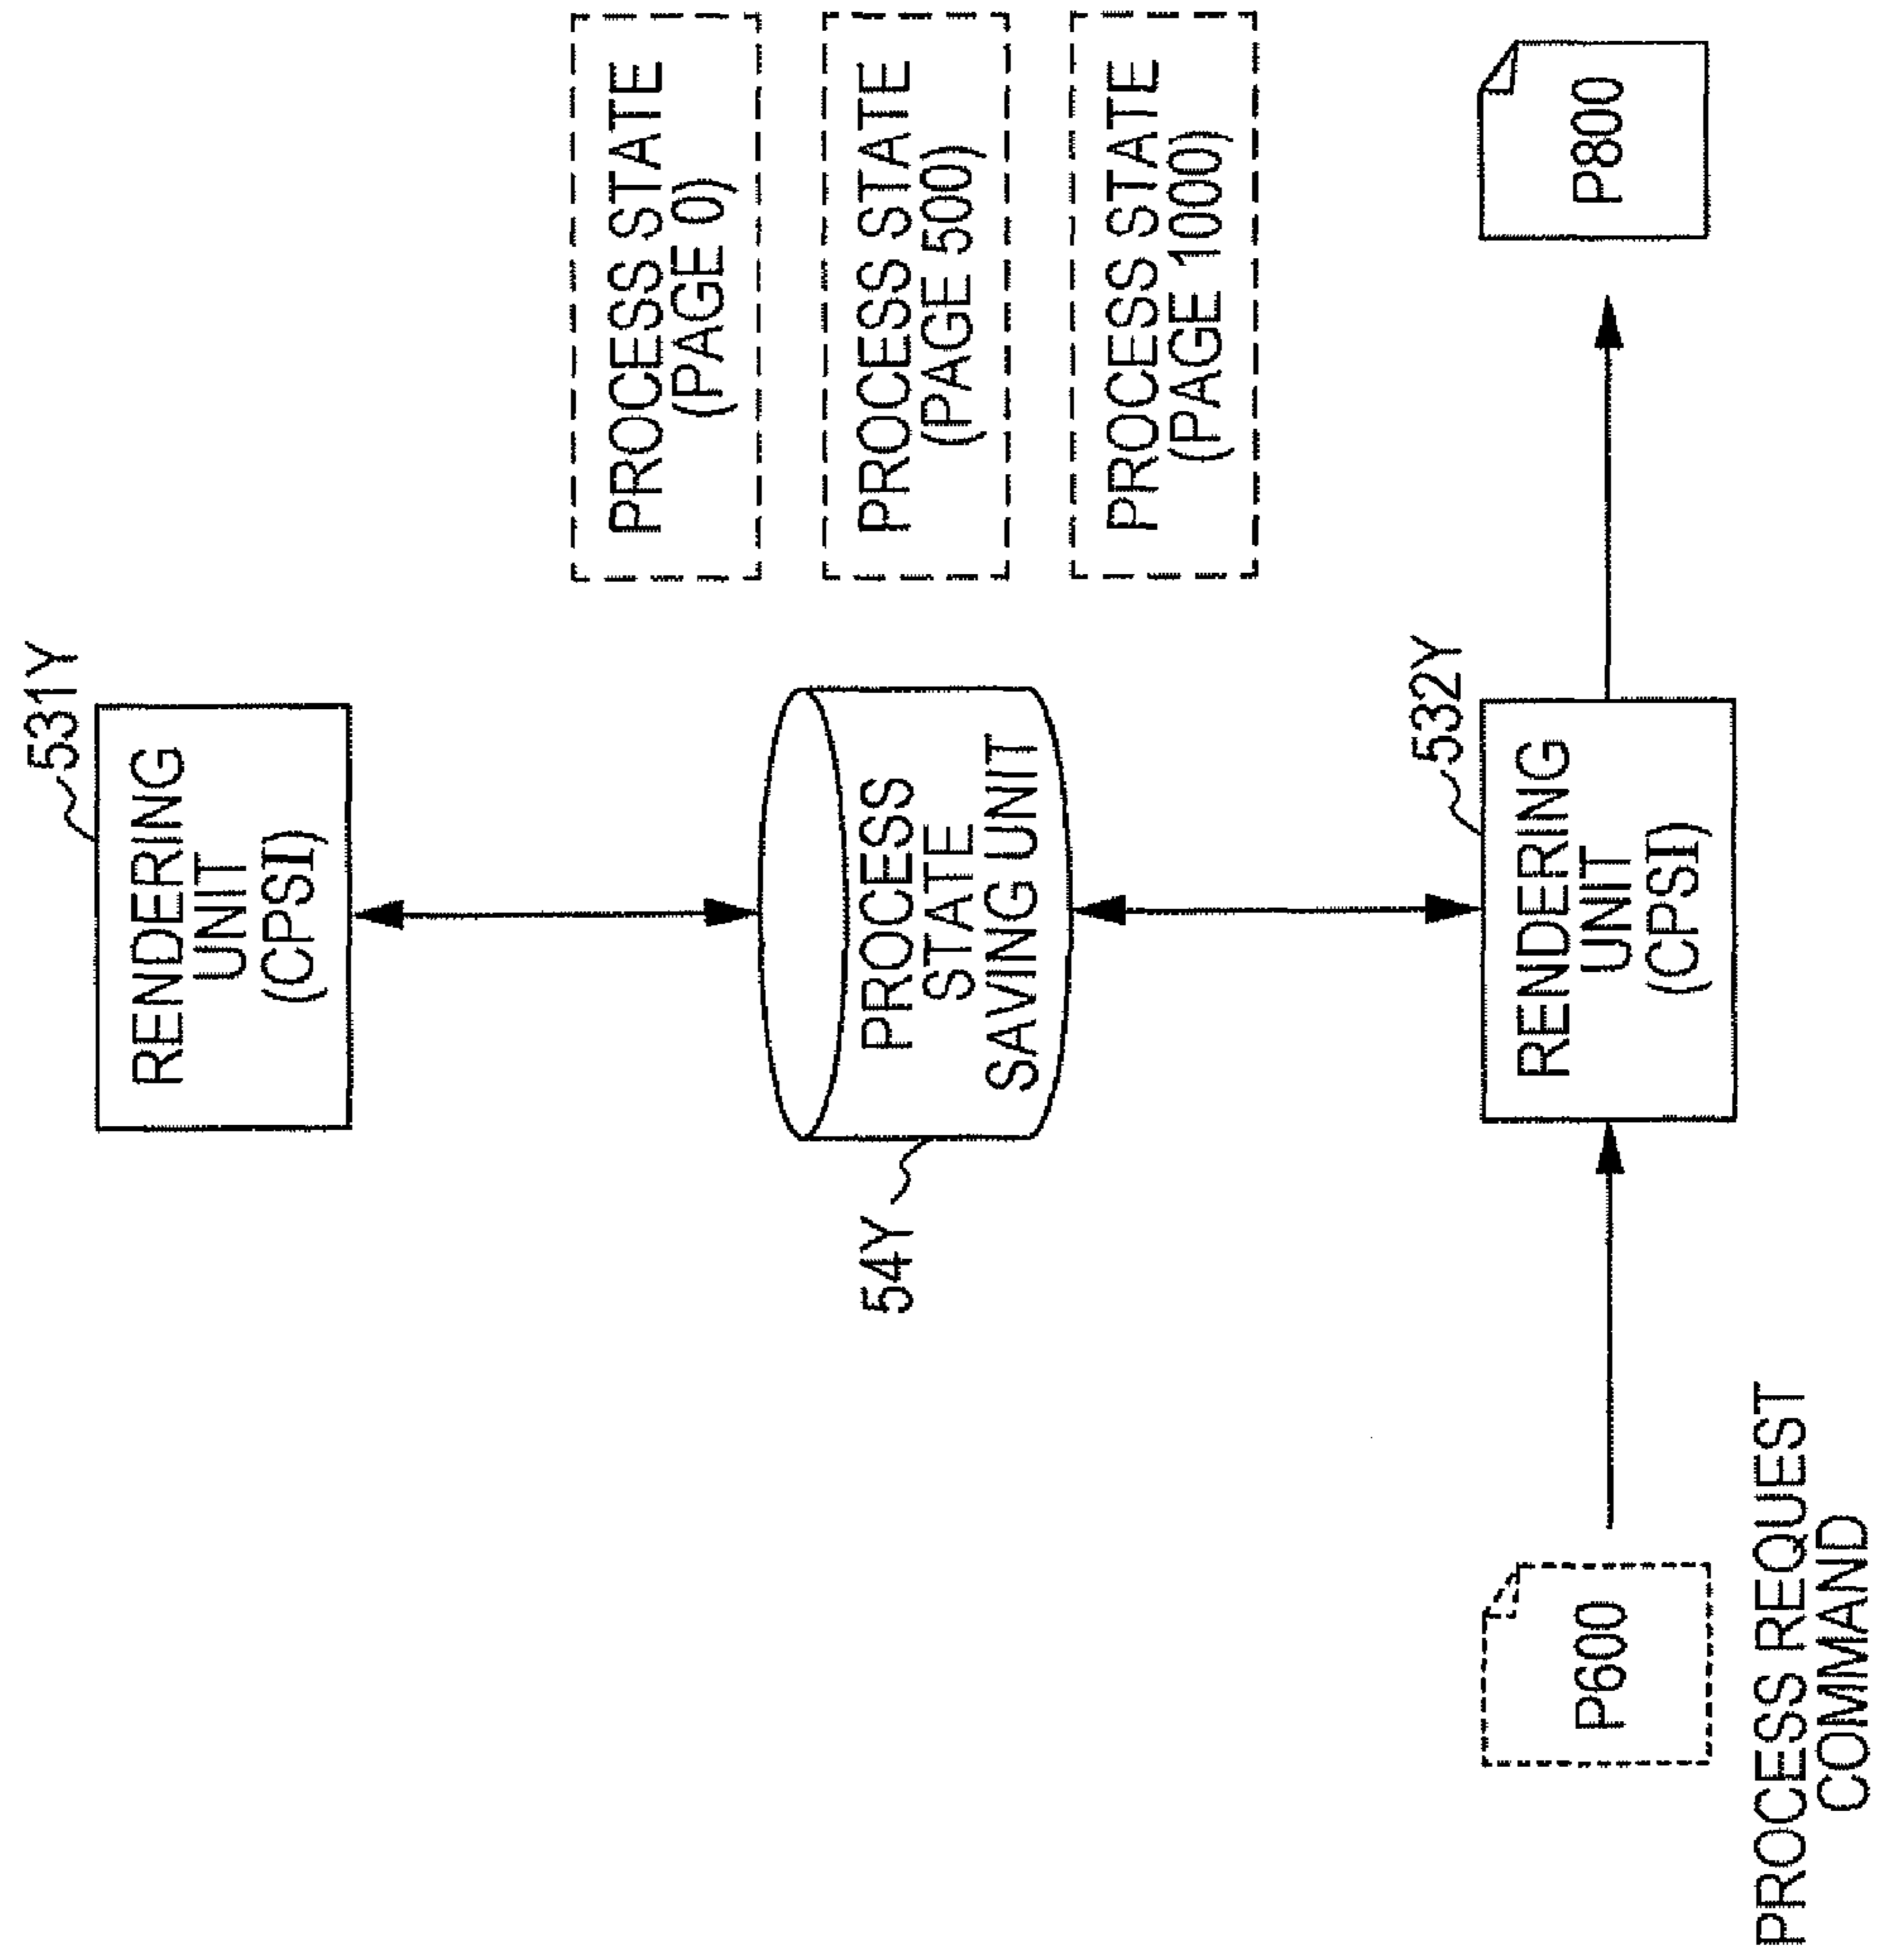 531Y
RENDERING
UNIT
(CPSI)
54Y
PROCESS
STATE
SAVING UNIT
PROCESS STATE
(PAGE 0)
PROCESS STATE
(PAGE 500)
PROCESS STATE
(PAGE 1000)
532Y
RENDERING
UNIT
(CPSI)
P600
PROCESS REQUEST
COMMAND
P800